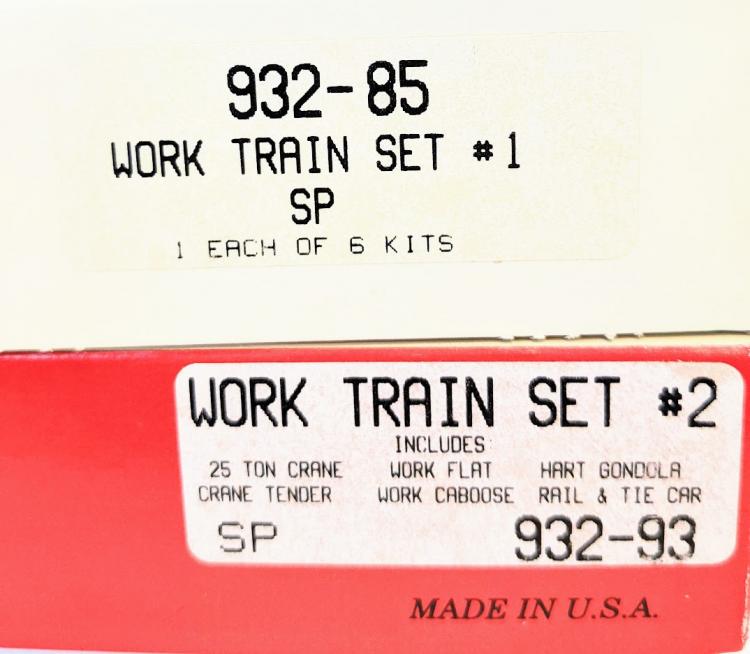 932-85
WORK TRAIN SET #1
SP
1 EACH OF 6 KITS
WORK TRAIN SET #2
INCLUDES:
25 TON CRANE WORK FLAT HART GONDOLA
CRANE TENDER WORK CABOOSE RAIL & TIE CAR
SP 932-93
MADE IN U.S.A.